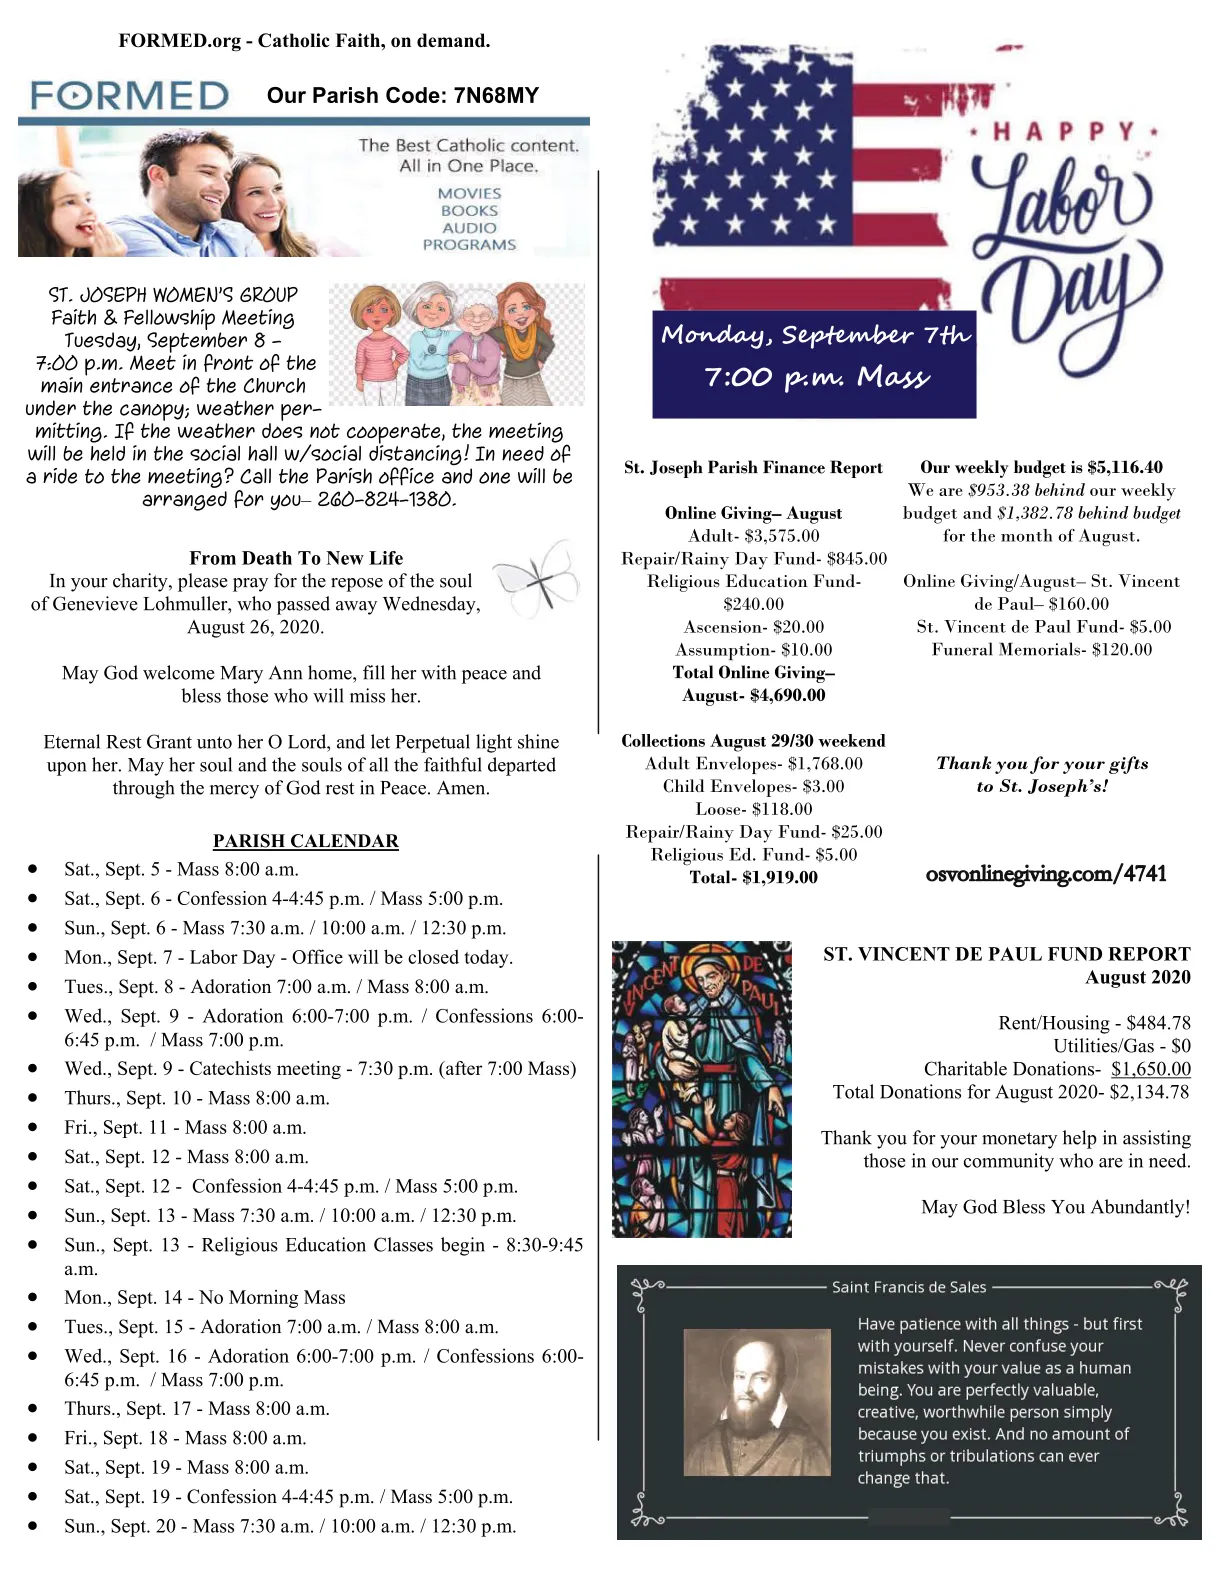 FORMED.org - Catholic Faith, on demand.
FORMED
Our Parish Code: 7N68MY
The Best Catholic content.
All in One Place.
MOVIES
BOOKS
AUDIO
PROGRAMS
ST. JOSEPH WOMEN'S GROUP
Faith & Fellowship Meeting
Tuesday, September 8 -
7:00 p.m. Meet in front of the
main entrance of the Church
under the canopy; weather per-
mitting. If the weather does not cooperate, the meeting
will be held in the social hall w/social distancing! In need of
a ride to the meeting? Call the Parish office and one will be
arranged for you– 260-824-1380.
From Death To New Life
In your charity, please pray for the repose of the soul
of Genevieve Lohmuller, who passed away Wednesday,
August 26, 2020.
May God welcome Mary Ann home, fill her with peace and
bless those who will miss her.
Eternal Rest Grant unto her O Lord, and let Perpetual light shine
upon her. May her soul and the souls of all the faithful departed
through the mercy of God rest in Peace. Amen.
PARISH CALENDAR
• Sat., Sept. 5 - Mass 8:00 a.m.
• Sat., Sept. 6 - Confession 4-4:45 p.m. / Mass 5:00 p.m.
• Sun., Sept. 6 - Mass 7:30 a.m. / 10:00 a.m. / 12:30 p.m.
• Mon., Sept. 7 - Labor Day - Office will be closed today.
• Tues., Sept. 8 - Adoration 7:00 a.m. / Mass 8:00 a.m.
• Wed., Sept. 9 - Adoration 6:00-7:00 p.m. / Confessions 6:00-
6:45 p.m. / Mass 7:00 p.m.
• Wed., Sept. 9 - Catechists meeting - 7:30 p.m. (after 7:00 Mass)
• Thurs., Sept. 10 - Mass 8:00 a.m.
• Fri., Sept. 11 - Mass 8:00 a.m.
• Sat., Sept. 12 - Mass 8:00 a.m.
• Sat., Sept. 12 - Confession 4-4:45 p.m. / Mass 5:00 p.m.
• Sun., Sept. 13 - Mass 7:30 a.m. / 10:00 a.m. / 12:30 p.m.
• Sun., Sept. 13 - Religious Education Classes begin - 8:30-9:45
a.m.
• Mon., Sept. 14 - No Morning Mass
• Tues., Sept. 15 - Adoration 7:00 a.m. / Mass 8:00 a.m.
• Wed., Sept. 16 - Adoration 6:00-7:00 p.m. / Confessions 6:00-
6:45 p.m. / Mass 7:00 p.m.
• Thurs., Sept. 17 - Mass 8:00 a.m.
• Fri., Sept. 18 - Mass 8:00 a.m.
• Sat., Sept. 19 - Mass 8:00 a.m.
• Sat., Sept. 19 - Confession 4-4:45 p.m. / Mass 5:00 p.m.
• Sun., Sept. 20 - Mass 7:30 a.m. / 10:00 a.m. / 12:30 p.m.
HAPPY
Labor
Day
Monday, September 7th
7:00 p.m. Mass
St. Joseph Parish Finance Report
Online Giving– August
Adult- $3,575.00
Repair/Rainy Day Fund- $845.00
Religious Education Fund-
$240.00
Ascension- $20.00
Assumption- $10.00
Total Online Giving–
August- $4,690.00
Collections August 29/30 weekend
Adult Envelopes- $1,768.00
Child Envelopes- $3.00
Loose- $118.00
Repair/Rainy Day Fund- $25.00
Religious Ed. Fund- $5.00
Total- $1,919.00
Our weekly budget is $5,116.40
We are $953.38 behind our weekly
budget and $1,382.78 behind budget
for the month of August.
Online Giving/August– St. Vincent
de Paul– $160.00
St. Vincent de Paul Fund- $5.00
Funeral Memorials- $120.00
Thank you for your gifts
to St. Joseph's!
osvonlinegiving.com/4741
VINCENT DE PAUL
ST. VINCENT DE PAUL FUND REPORT
August 2020
Rent/Housing - $484.78
Utilities/Gas - $0
Charitable Donations- $1,650.00
Total Donations for August 2020- $2,134.78
Thank you for your monetary help in assisting
those in our community who are in need.
May God Bless You Abundantly!
Saint Francis de Sales
Have patience with all things - but first
with yourself. Never confuse your
mistakes with your value as a human
being. You are perfectly valuable,
creative, worthwhile person simply
because you exist. And no amount of
triumphs or tribulations can ever
change that.